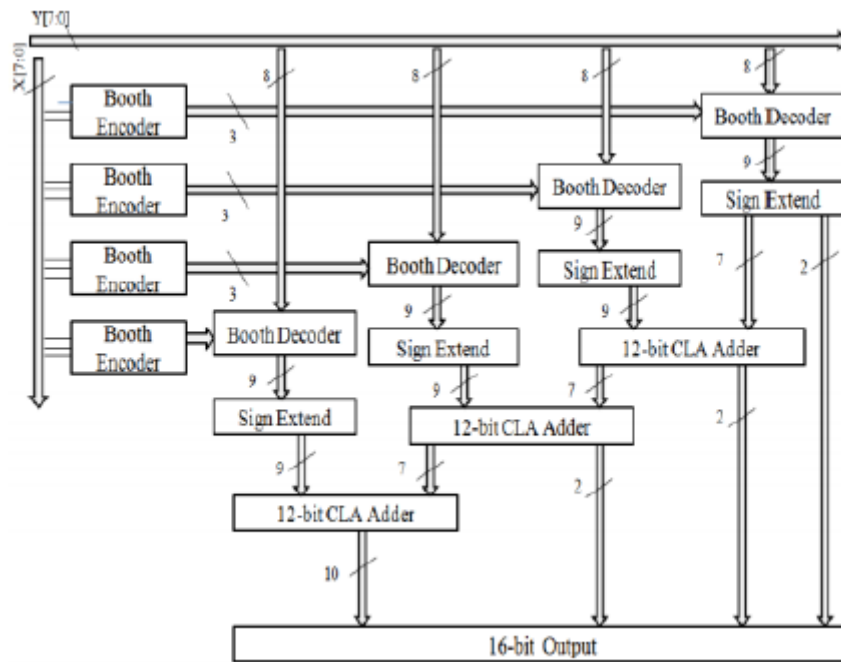 Y[7:0]
X[7:0]
8
8
8
8
Booth
Encoder
3
Booth Decoder
9
Booth
Encoder
3
Booth Decoder
Sign Extend
9
7
2
Booth
Encoder
3
Booth Decoder
Sign Extend
9
9
Booth
Encoder
Booth Decoder
Sign Extend
12-bit CLA Adder
9
9
7
Sign Extend
12-bit CLA Adder
2
9
7
2
12-bit CLA Adder
10
16-bit Output